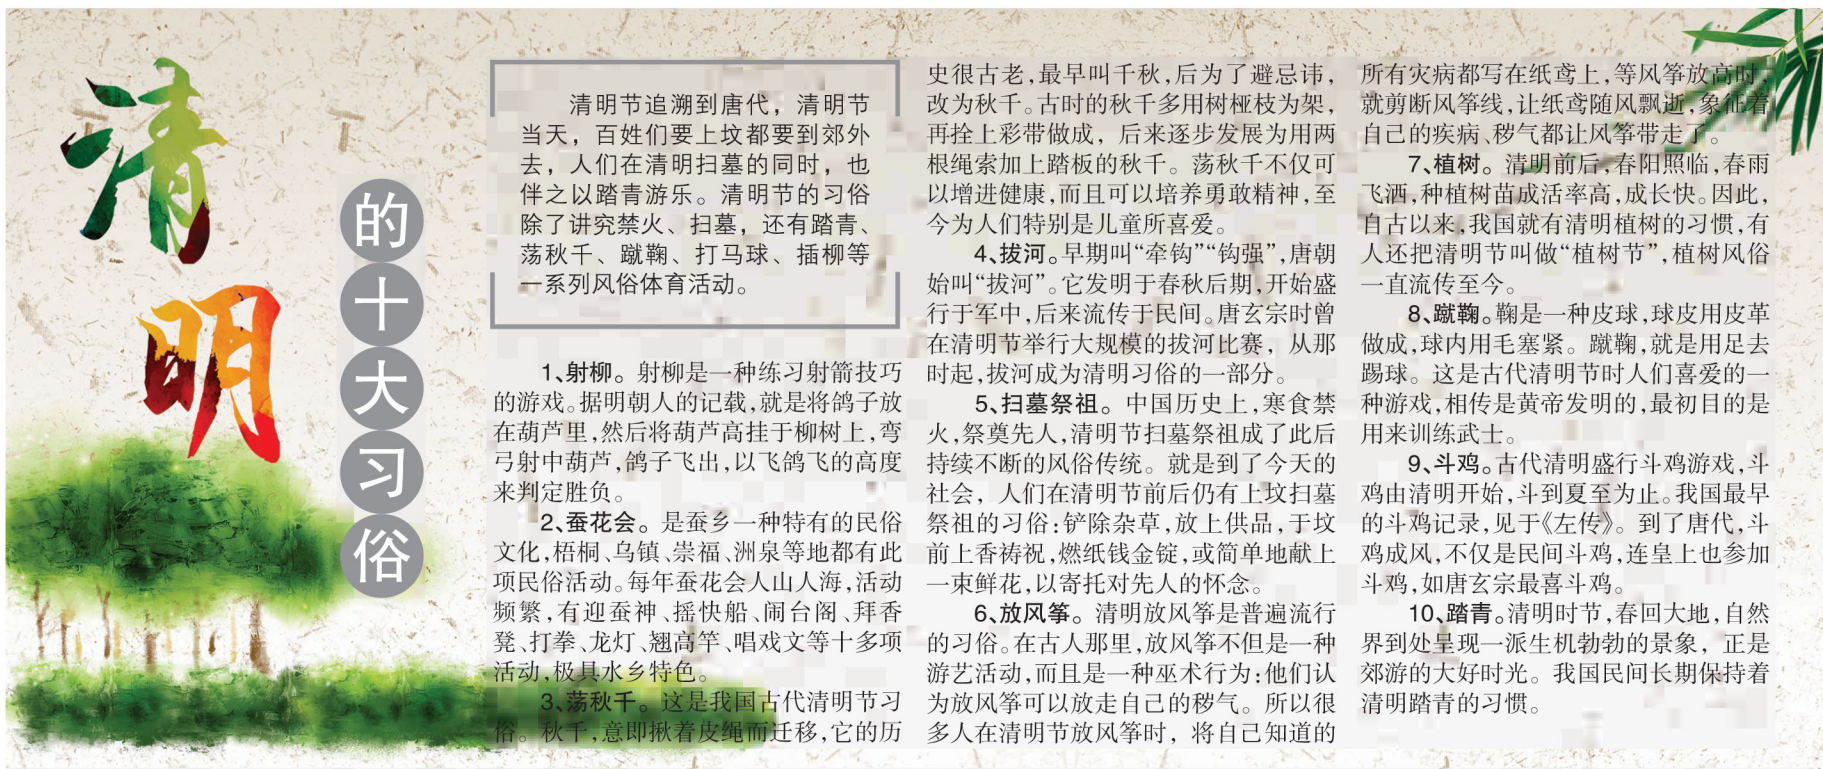 清明
的十大习俗
清明节追溯到唐代，清明节
当天，百姓们要上坟都要到郊外
去，人们在清明扫墓的同时，也
伴之以踏青游乐。清明节的习俗
除了讲究禁火、扫墓，还有踏青、
荡秋千、蹴鞠、打马球、插柳等
一系列风俗体育活动。
1、射柳。射柳是一种练习射箭技巧
的游戏。据明朝人的记载，就是将鸽子放
在葫芦里，然后将葫芦高挂于柳树上，弯
弓射中葫芦，鸽子飞出，以飞鸽飞的高度
来判定胜负。
2、蚕花会。是蚕乡一种特有的民俗
文化，梧桐、乌镇、崇福、洲泉等地都有此
项民俗活动。每年蚕花会人山人海，活动
频繁，有迎蚕神、摇快船、闹台阁、拜香
凳、打拳、龙灯、翘高竿、唱戏文等十多项
活动，极具水乡特色。
3、荡秋千。这是我国古代清明节习
俗。秋千，意即揪着皮绳而迁移，它的历
史很古老，最早叫千秋，后为了避忌讳，
改为秋千。古时的秋千多用树桠枝为架，
再拴上彩带做成，后来逐步发展为用两
根绳索加上踏板的秋千。荡秋千不仅可
以增进健康，而且可以培养勇敢精神，至
今为人们特别是儿童所喜爱。
4、拔河。早期叫“牵钩”“钩强”，唐朝
始叫“拔河”。它发明于春秋后期，开始盛
行于军中，后来流传于民间。唐玄宗时曾
在清明节举行大规模的拔河比赛，从那
时起，拔河成为清明习俗的一部分。
5、扫墓祭祖。中国历史上，寒食禁
火，祭奠先人，清明节扫墓祭祖成了此后
持续不断的风俗传统。就是到了今天的
社会，人们在清明节前后仍有上坟扫墓
祭祖的习俗：铲除杂草，放上供品，于坟
前上香祷祝，燃纸钱金锭，或简单地献上
一束鲜花，以寄托对先人的怀念。
6、放风筝。清明放风筝是普遍流行
的习俗。在古人那里，放风筝不但是一种
游艺活动，而且是一种巫术行为：他们认
为放风筝可以放走自己的秽气。所以很
多人在清明节放风筝时，将自己知道的
所有灾病都写在纸鸢上，等风筝放高时，
就剪断风筝线，让纸鸢随风飘逝，象征着
自己的疾病、秽气都让风筝带走了。
7、植树。清明前后，春阳照临，春雨
飞洒，种植树苗成活率高，成长快。因此，
自古以来，我国就有清明植树的习惯，有
人还把清明节叫做“植树节”，植树风俗
一直流传至今。
8、蹴鞠。鞠是一种皮球，球皮用皮革
做成，球内用毛塞紧。蹴鞠，就是用足去
踢球。这是古代清明节时人们喜爱的一
种游戏，相传是黄帝发明的，最初目的是
用来训练武士。
9、斗鸡。古代清明盛行斗鸡游戏，斗
鸡由清明开始，斗到夏至为止。我国最早
的斗鸡记录，见于《左传》。到了唐代，斗
鸡成风，不仅是民间斗鸡，连皇上也参加
斗鸡，如唐玄宗最喜斗鸡。
10、踏青。清明时节，春回大地，自然
界到处呈现一派生机勃勃的景象，正是
郊游的大好时光。我国民间长期保持着
清明踏青的习惯。